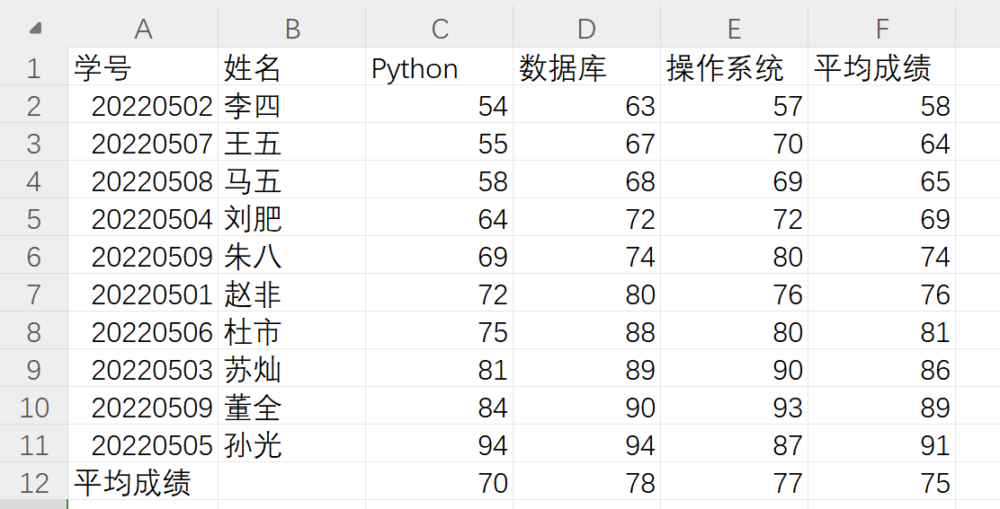 A B C D E F
1 学号 姓名 Python 数据库 操作系统 平均成绩
2 20220502 李四 54 63 57 58
3 20220507 王五 55 67 70 64
4 20220508 马五 58 68 69 65
5 20220504 刘肥 64 72 72 69
6 20220509 朱八 69 74 80 74
7 20220501 赵非 72 80 76 76
8 20220506 杜市 75 88 80 81
9 20220503 苏灿 81 89 90 86
10 20220509 董全 84 90 93 89
11 20220505 孙光 94 94 87 91
12 平均成绩 70 78 77 75